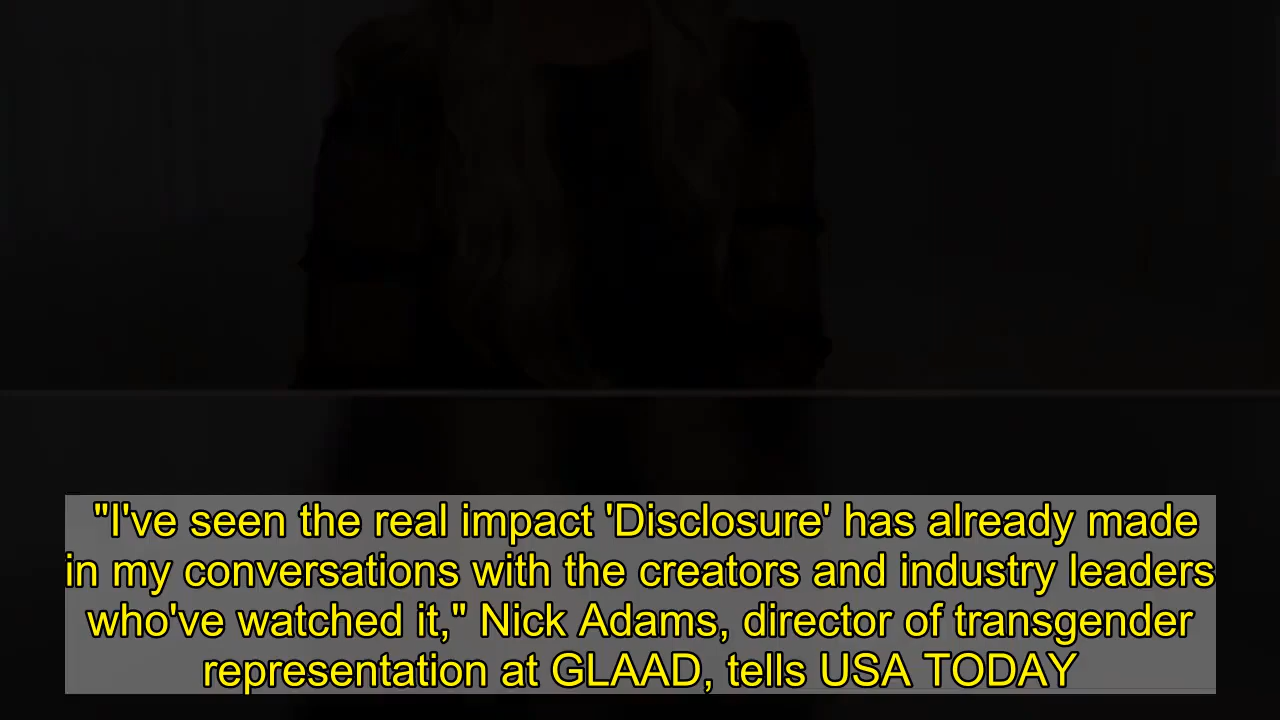 "I've seen the real impact 'Disclosure' has already made
in my conversations with the creators and industry leaders
who've watched it," Nick Adams, director of transgender
representation at GLAAD, tells USA TODAY